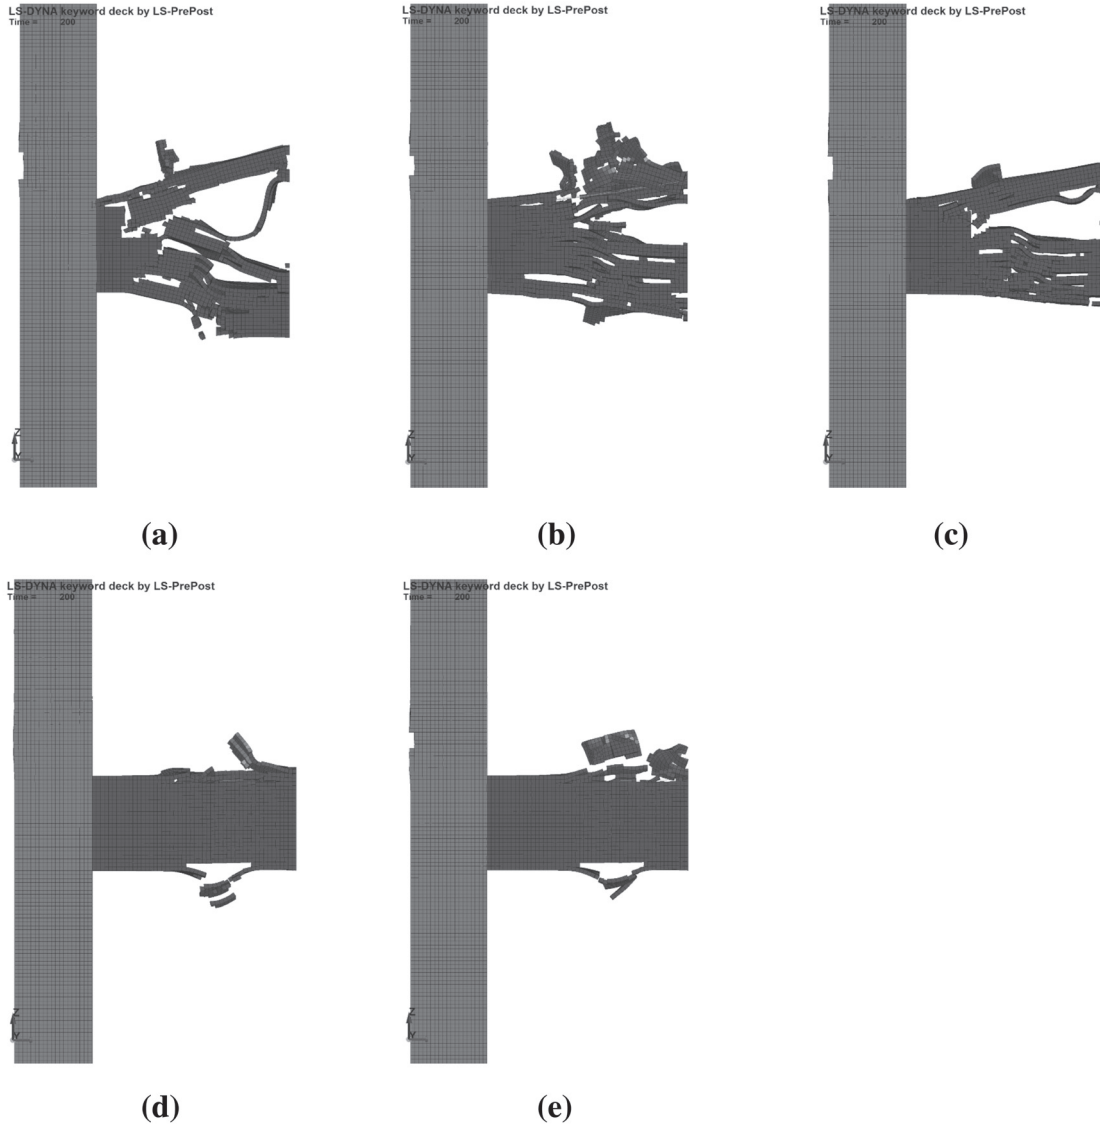 LS-DYNA keyword deck by LS-PrePost
Time = 200
Z
Y
(a)
LS-DYNA keyword deck by LS-PrePost
Time = 200
Z
Y
(b)
LS-DYNA keyword deck by LS-PrePost
Time = 200
Z
Y
(c)
LS-DYNA keyword deck by LS-PrePost
Time = 200
Z
Y
(d)
LS-DYNA keyword deck by LS-PrePost
Time = 200
Z
Y
(e)